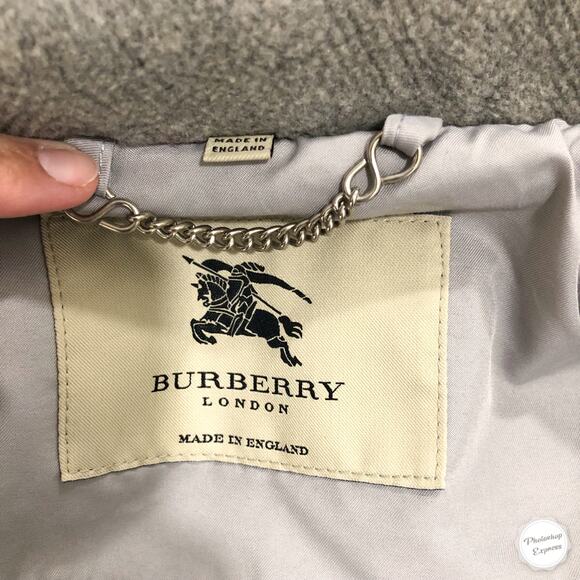 MADE IN
ENGLAND
BURBERRY
LONDON
MADE IN ENGLAND
Photoshop
Express